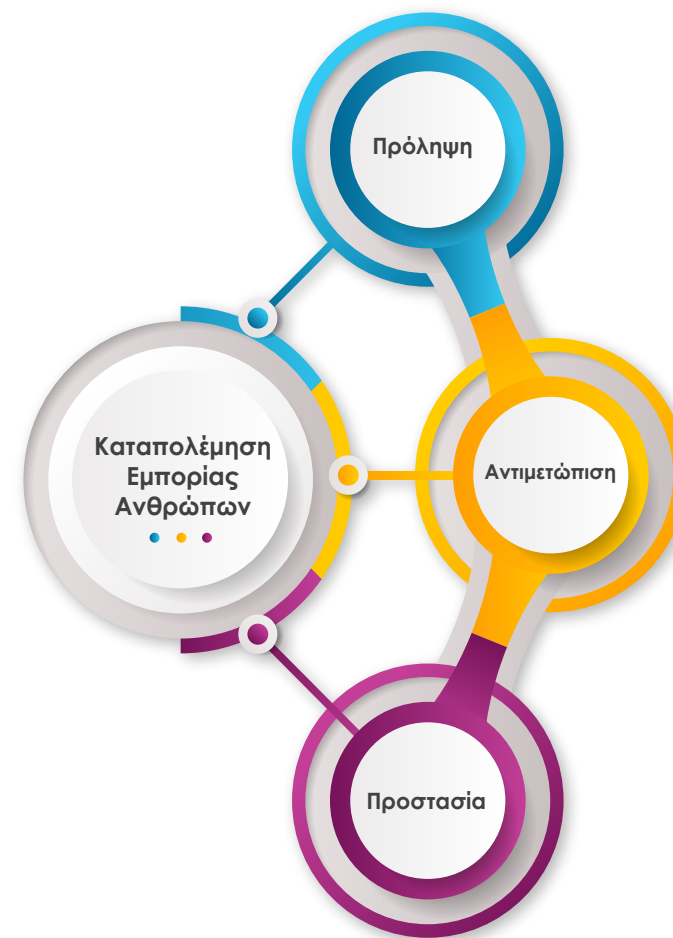 Πρόληψη
Καταπολέμηση
Εμπορίας
Ανθρώπων
Αντιμετώπιση
Προστασία